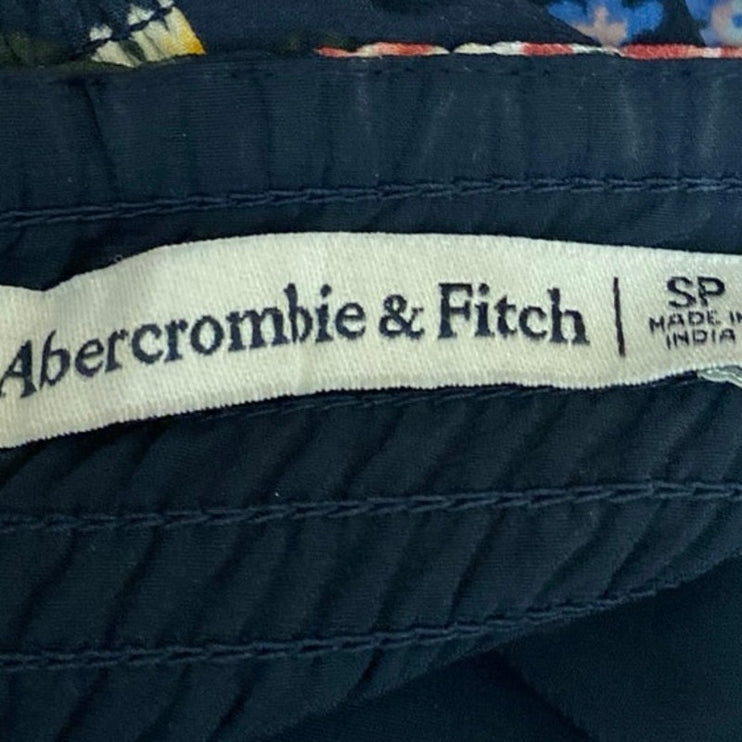 Abercrombie & Fitch | SP
MADE IN
INDIA